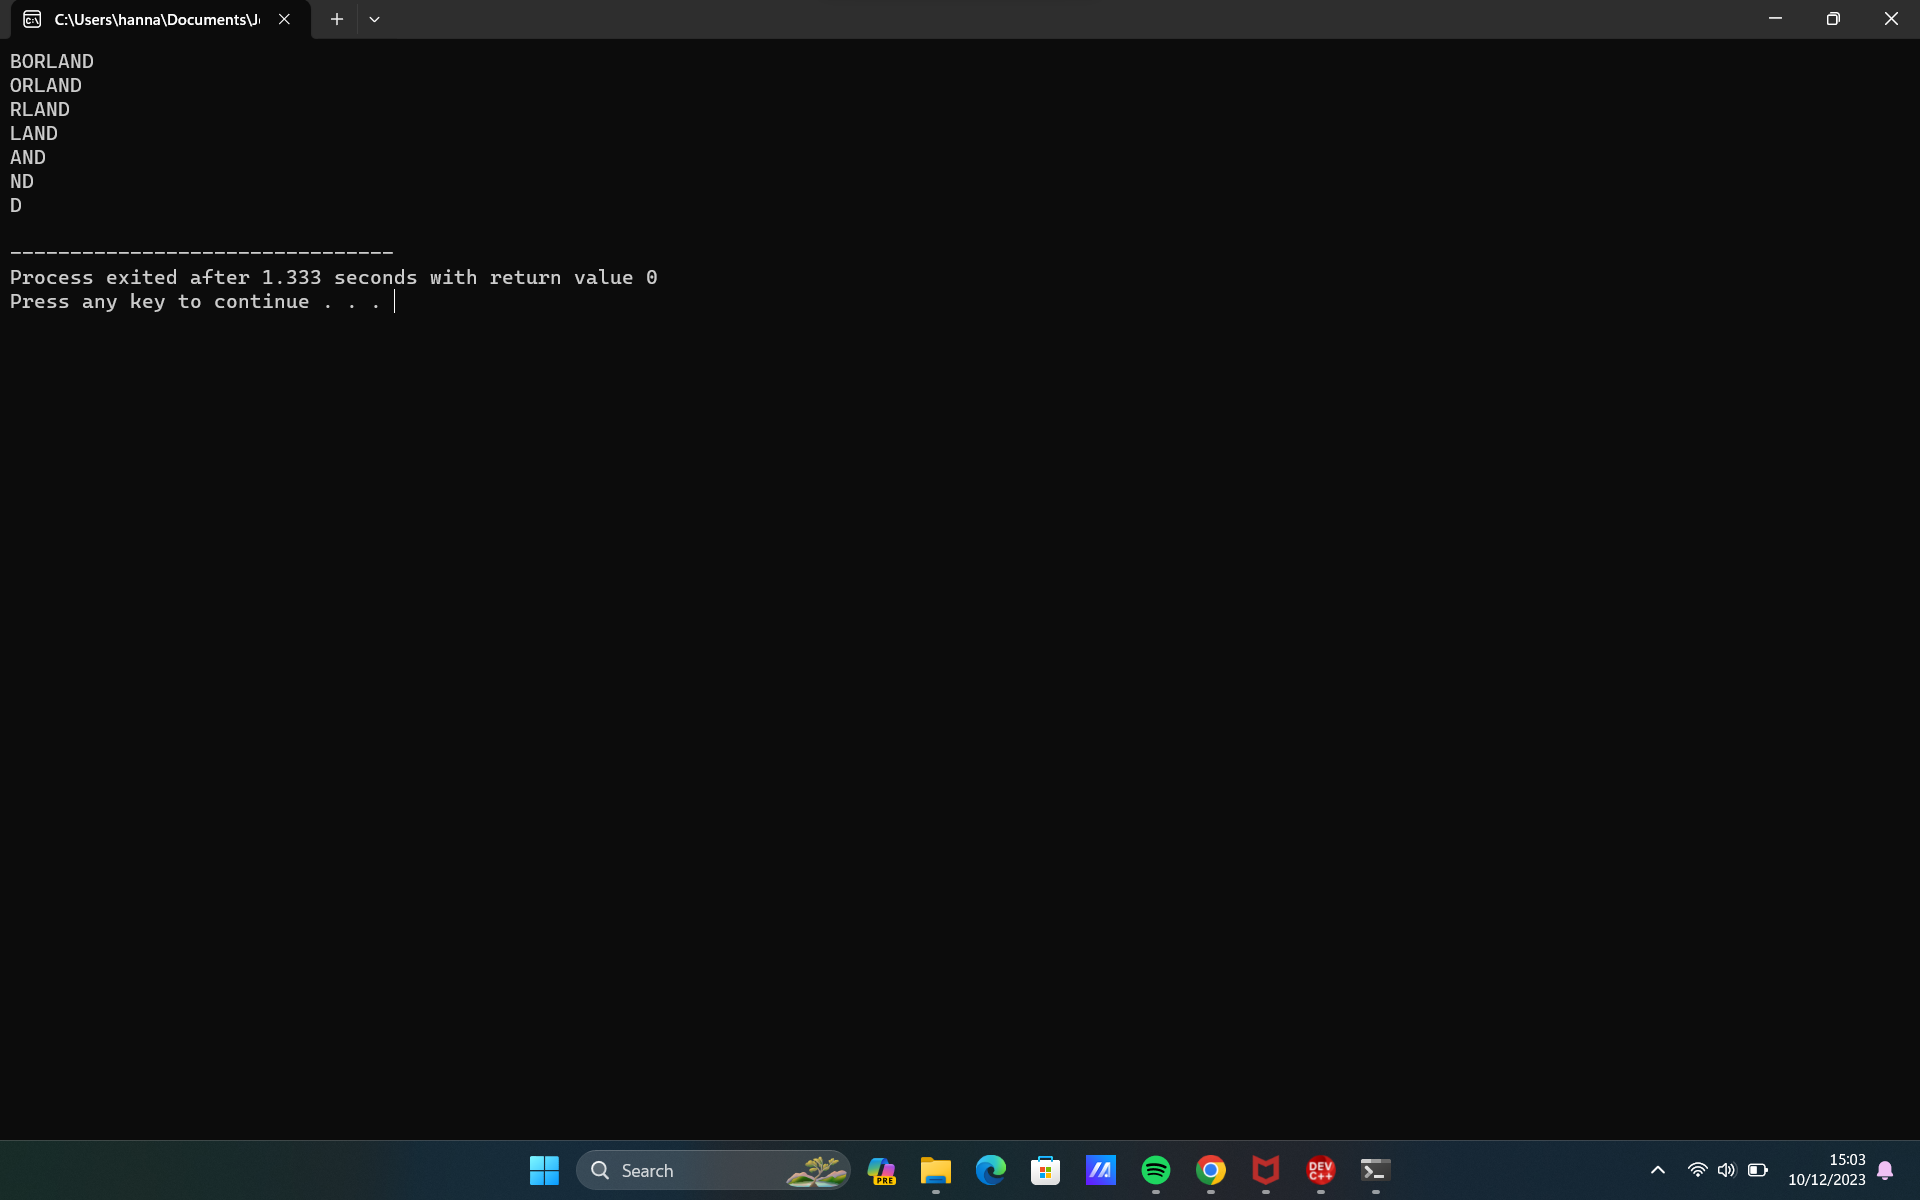 C:\Users\hanna\Documents\J
BORLAND
ORLAND
RLAND
LAND
AND
ND
D
--------------------------------
Process exited after 1.333 seconds with return value 0
Press any key to continue . . .
Search
PRE
DEV
C++
15:03
10/12/2023